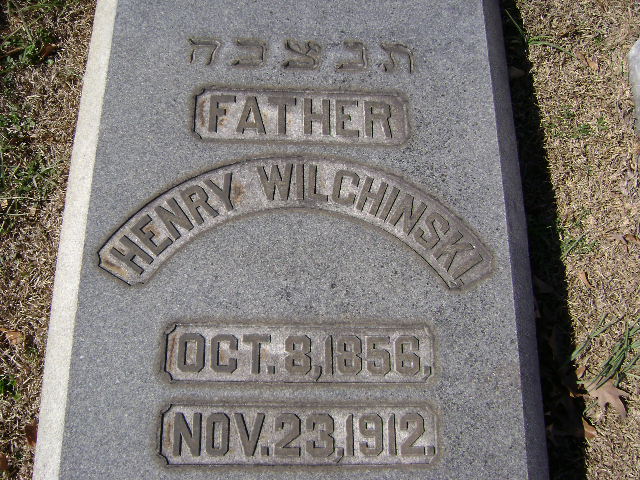 תנצבה
FATHER
HENRY WILCHINSKI,
OCT. 8, 1856.
NOV. 23, 1912.